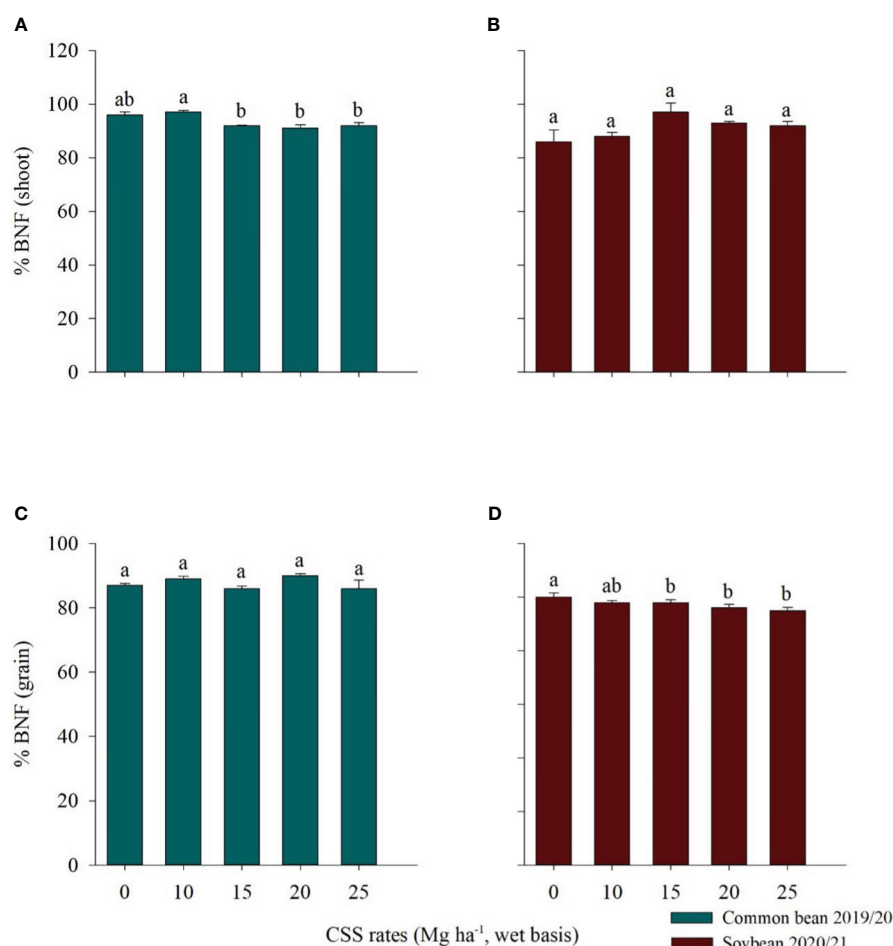 A
B
120
100
80
60
40
20
0
% BNF (shoot)
ab a b b b
a a a a a
C
D
100
80
60
40
20
0
% BNF (grain)
a a a a a
a ab b b b
0 10 15 20 25
0 10 15 20 25
CSS rates (Mg ha⁻¹, wet basis)
Common bean 2019/20
Soybean 2020/21